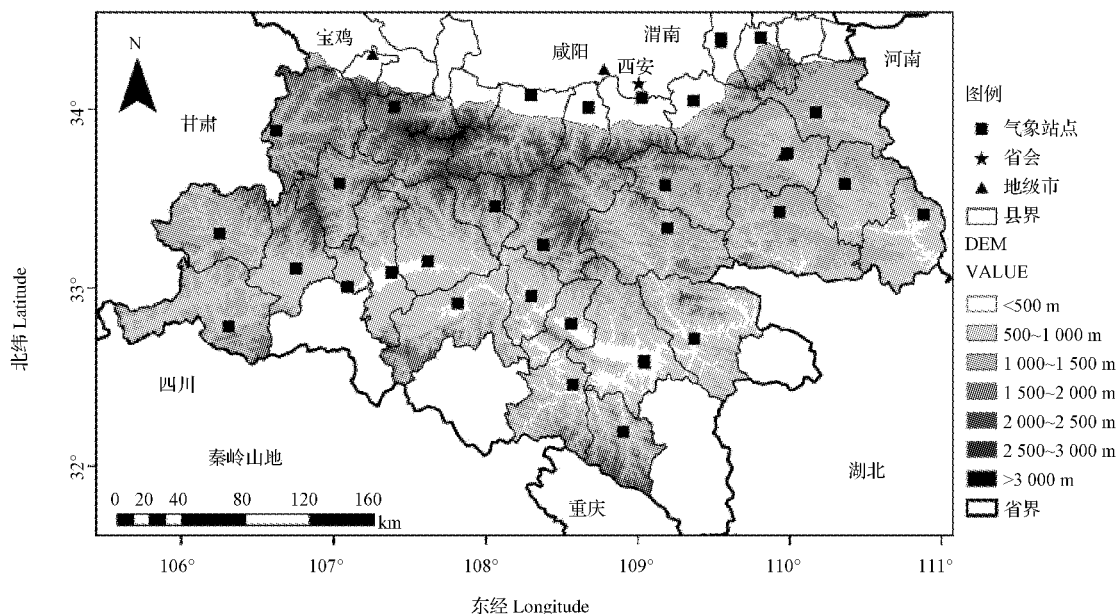 宝鸡
咸阳
渭南
西安
河南
N
甘肃
四川
秦岭山地
重庆
湖北
0 20 40 80 120 160
km
34°
33°
32°
北纬 Latitude
106° 107° 108° 109° 110° 111°
东经 Longitude
图例
气象站点
省会
地级市
县界
DEM
VALUE
<500 m
500~1 000 m
1 000~1 500 m
1 500~2 000 m
2 000~2 500 m
2 500~3 000 m
>3 000 m
省界